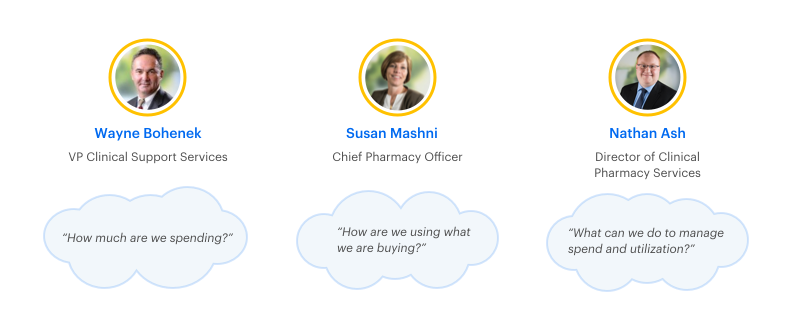 Wayne Bohenek
VP Clinical Support Services
“How much are we spending?”
Susan Mashni
Chief Pharmacy Officer
“How are we using what
we are buying?”
Nathan Ash
Director of Clinical
Pharmacy Services
“What can we do to manage
spend and utilization?”